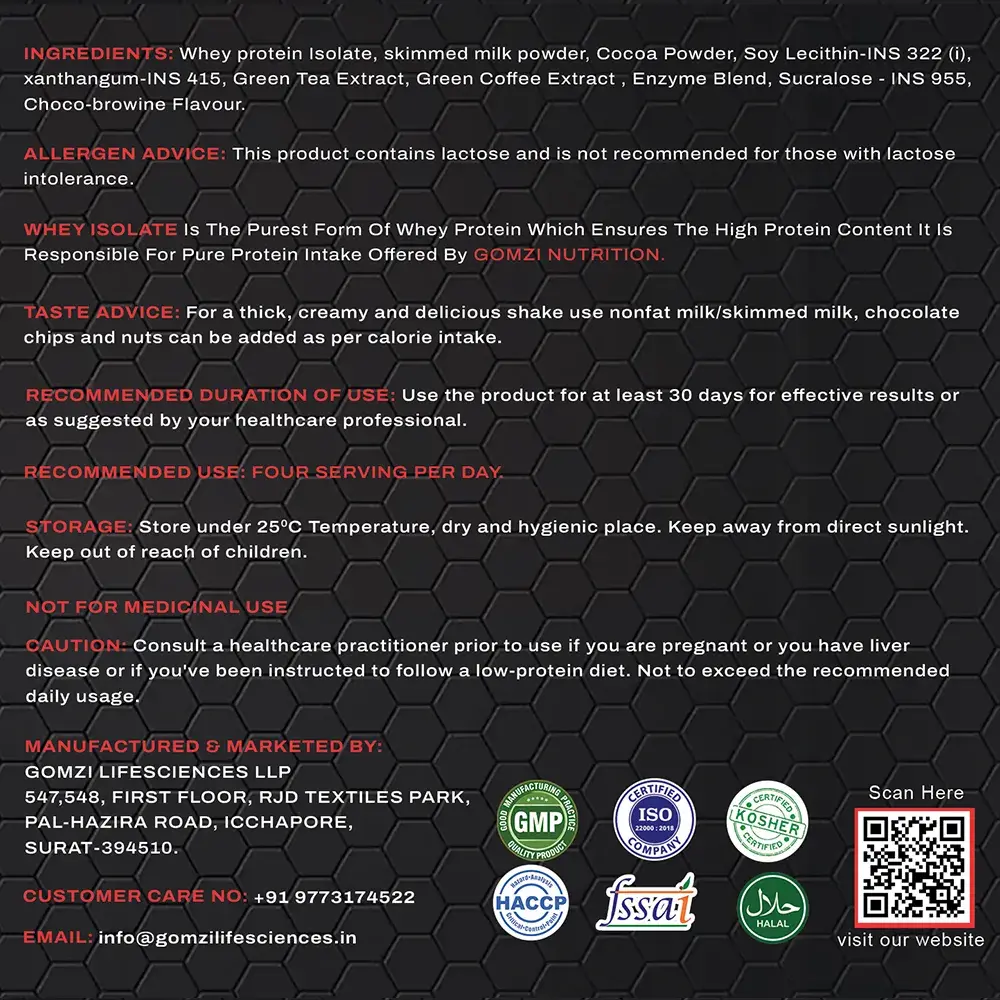 INGREDIENTS: Whey protein Isolate, skimmed milk powder, Cocoa Powder, Soy Lecithin-INS 322 (i),
xanthangum-INS 415, Green Tea Extract, Green Coffee Extract , Enzyme Blend, Sucralose - INS 955,
Choco-browine Flavour.
ALLERGEN ADVICE: This product contains lactose and is not recommended for those with lactose
intolerance.
WHEY ISOLATE Is The Purest Form Of Whey Protein Which Ensures The High Protein Content It Is
Responsible For Pure Protein Intake Offered By GOMZI NUTRITION.
TASTE ADVICE: For a thick, creamy and delicious shake use nonfat milk/skimmed milk, chocolate
chips and nuts can be added as per calorie intake.
RECOMMENDED DURATION OF USE: Use the product for at least 30 days for effective results or
as suggested by your healthcare professional.
RECOMMENDED USE: FOUR SERVING PER DAY.
STORAGE: Store under 25ºC Temperature, dry and hygienic place. Keep away from direct sunlight.
Keep out of reach of children.
NOT FOR MEDICINAL USE
CAUTION: Consult a healthcare practitioner prior to use if you are pregnant or you have liver
disease or if you've been instructed to follow a low-protein diet. Not to exceed the recommended
daily usage.
MANUFACTURED & MARKETED BY:
GOMZI LIFESCIENCES LLP
547,548, FIRST FLOOR, RJD TEXTILES PARK,
PAL-HAZIRA ROAD, ICCHAPORE,
SURAT-394510.
CUSTOMER CARE NO: +91 9773174522
EMAIL: info@gomzilifesciences.in
GOOD MANUFACTURING PRACTICE
GMP
QUALITY PRODUCT
CERTIFIED
ISO
22000 : 2018
COMPANY
CERTIFIED
KOSHER
CERTIFIED
Hazard-Analysis
HACCP
Critical-Control-Point
fssai
حلال
HALAL
Scan Here
visit our website